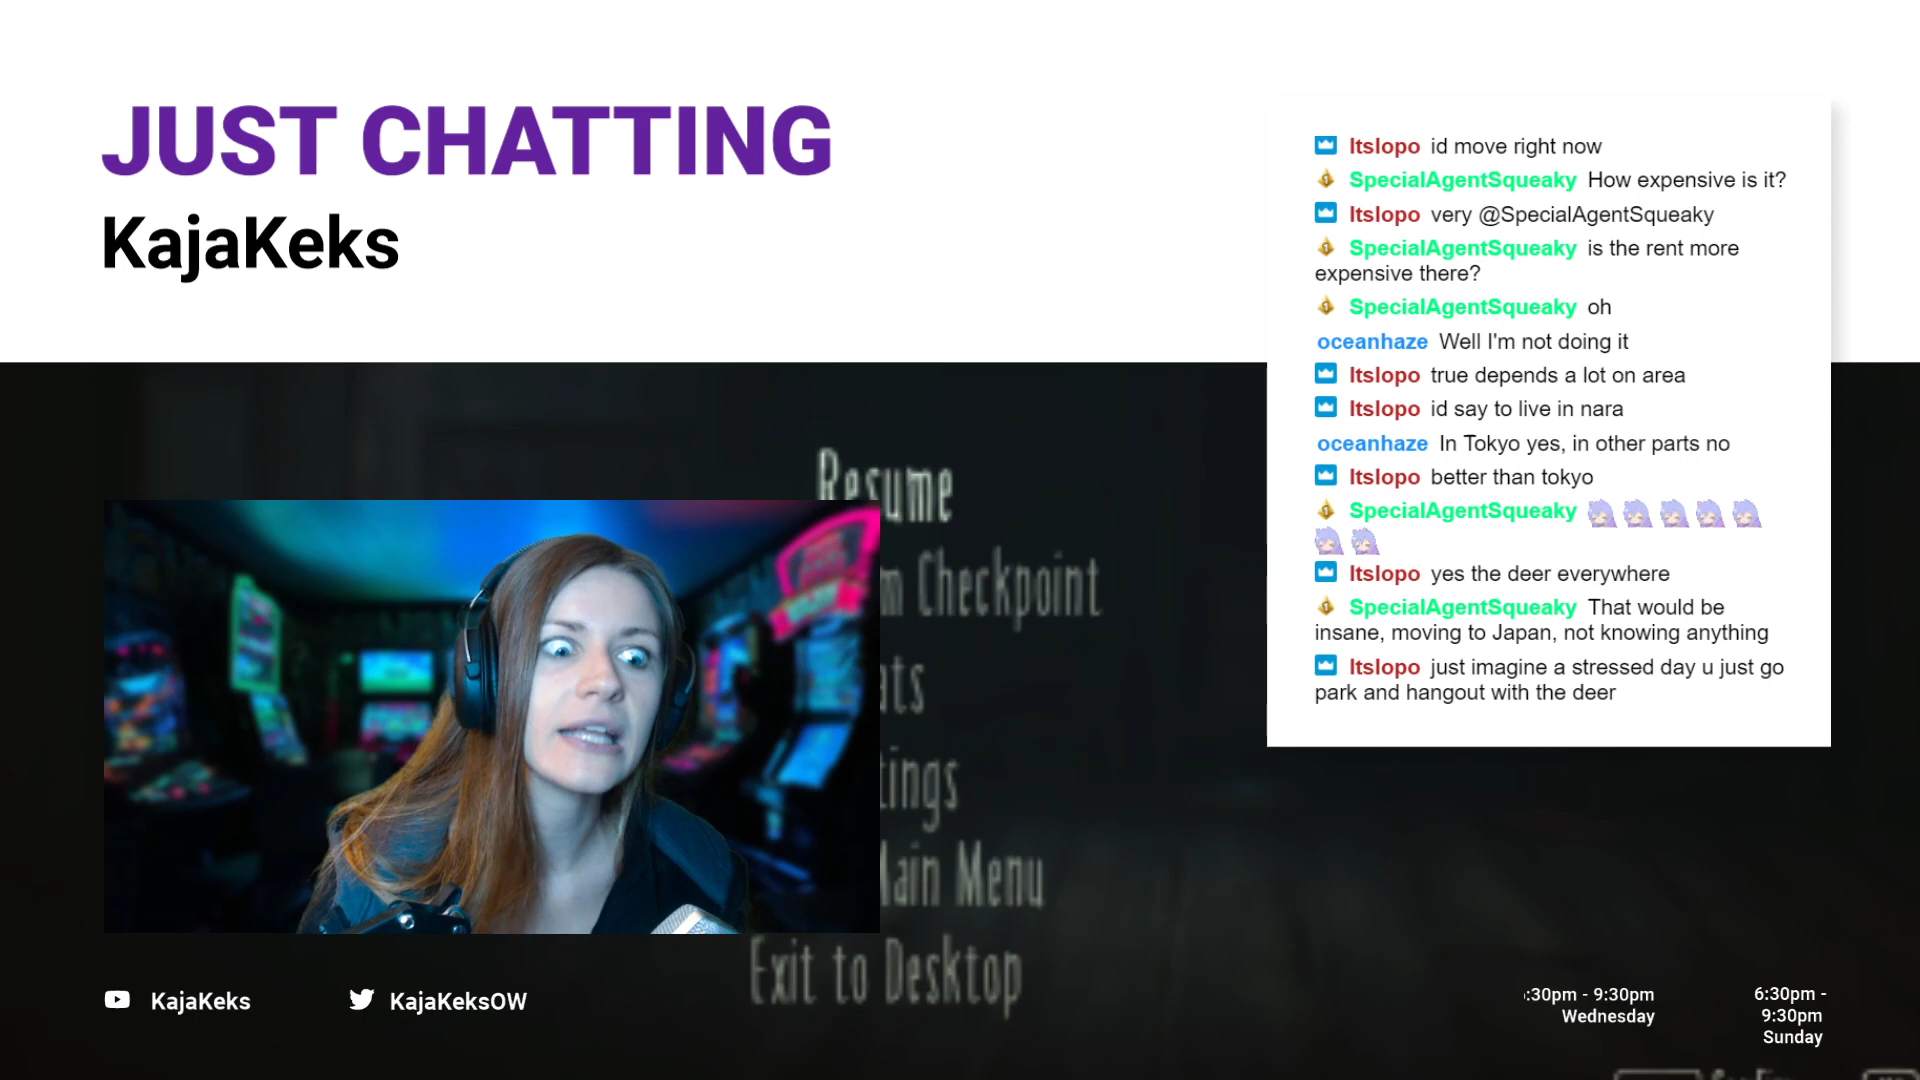 JUST CHATTING
KajaKeks
Itslopo id move right now
SpecialAgentSqueaky How expensive is it?
Itslopo very @SpecialAgentSqueaky
SpecialAgentSqueaky is the rent more
expensive there?
SpecialAgentSqueaky oh
oceanhaze Well I'm not doing it
Itslopo true depends a lot on area
Itslopo id say to live in nara
oceanhaze In Tokyo yes, in other parts no
Itslopo better than tokyo
SpecialAgentSqueaky
Itslopo yes the deer everywhere
SpecialAgentSqueaky That would be
insane, moving to Japan, not knowing anything
Itslopo just imagine a stressed day u just go
park and hangout with the deer
Resume
Checkpoint
Main Menu
Exit to Desktop
KajaKeks
KajaKeksOW
:30pm - 9:30pm
Wednesday
6:30pm -
9:30pm
Sunday